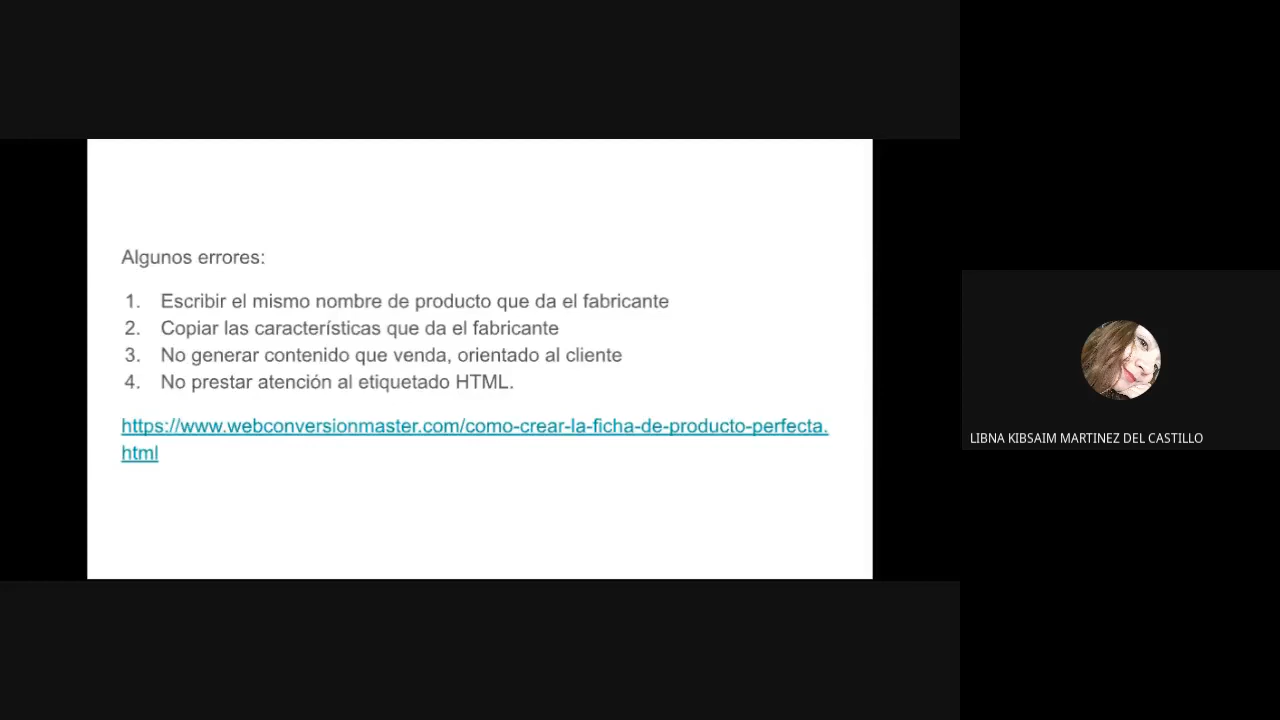 Algunos errores:
1. Escribir el mismo nombre de producto que da el fabricante
2. Copiar las características que da el fabricante
3. No generar contenido que venda, orientado al cliente
4. No prestar atención al etiquetado HTML.
https://www.webconversionmaster.com/como-crear-la-ficha-de-producto-perfecta.
html
LIBNA KIBSAIM MARTINEZ DEL CASTILLO